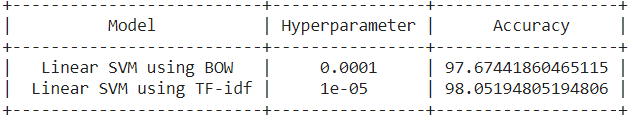 +----------------------------+----------------+-------------------+
| Model | Hyperparameter | Accuracy |
+----------------------------+----------------+-------------------+
| Linear SVM using BOW | 0.0001 | 97.67441860465115 |
| Linear SVM using TF-idf | 1e-05 | 98.05194805194806 |
+----------------------------+----------------+-------------------+